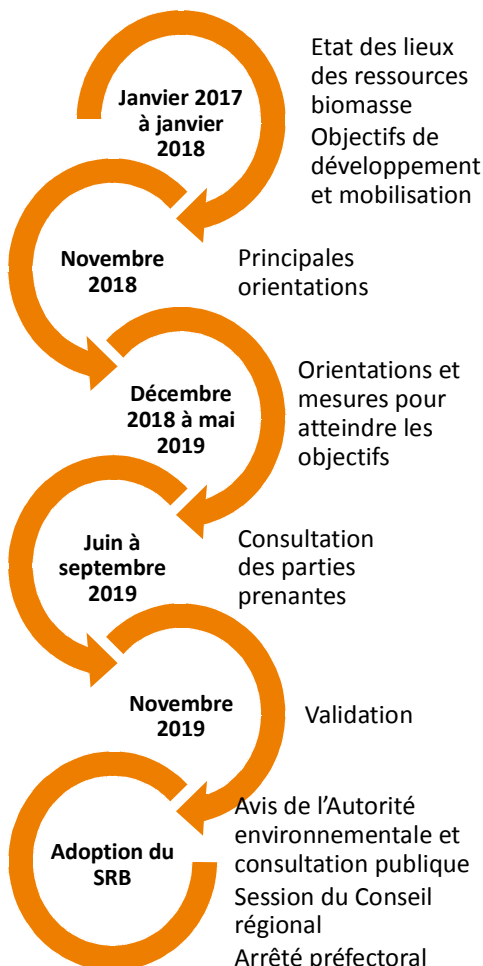 Janvier 2017
à janvier
2018
Etat des lieux
des ressources
biomasse
Objectifs de
développement
et mobilisation
Novembre
2018
Principales
orientations
Décembre
2018 à mai
2019
Orientations et
mesures pour
atteindre les
objectifs
Juin à
septembre
2019
Consultation
des parties
prenantes
Novembre
2019
Validation
Adoption du
SRB
Avis de l’Autorité
environnementale et
consultation publique
Session du Conseil
régional
Arrêté préfectoral